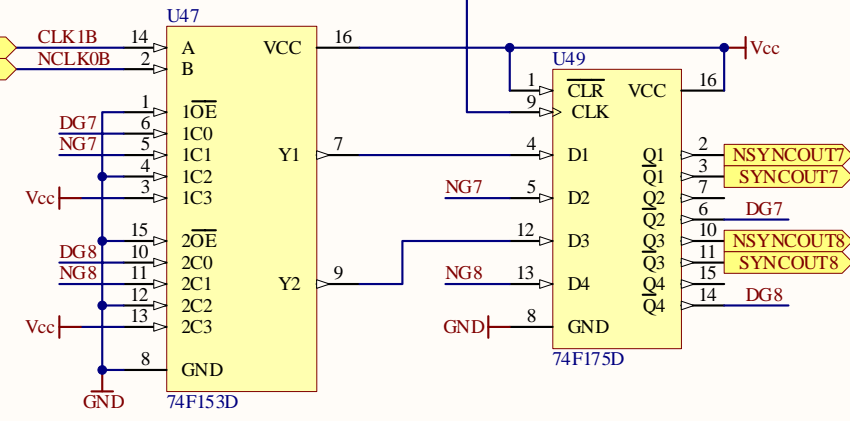 U47
CLK1B 14 A VCC 16 Vcc
NCLK0B 2 B
U49
1 CLR VCC 16
9 CLK
1 1OE
DG7 6 1C0
NG7 5 1C1 Y1 7 4 D1 Q1 2 NSYNCOUT7
4 1C2 Q1 3 SYNCOUT7
Vcc 3 1C3 NG7 5 D2 Q2 7
Q2 6 DG7
15 2OE 12 D3 Q3 10 NSYNCOUT8
DG8 10 2C0 Q3 11 SYNCOUT8
NG8 11 2C1 Y2 9 NG8 13 D4 Q4 15
12 2C2 Q4 14 DG8
Vcc 13 2C3 GND 8 GND
74F175D
8 GND
GND 74F153D